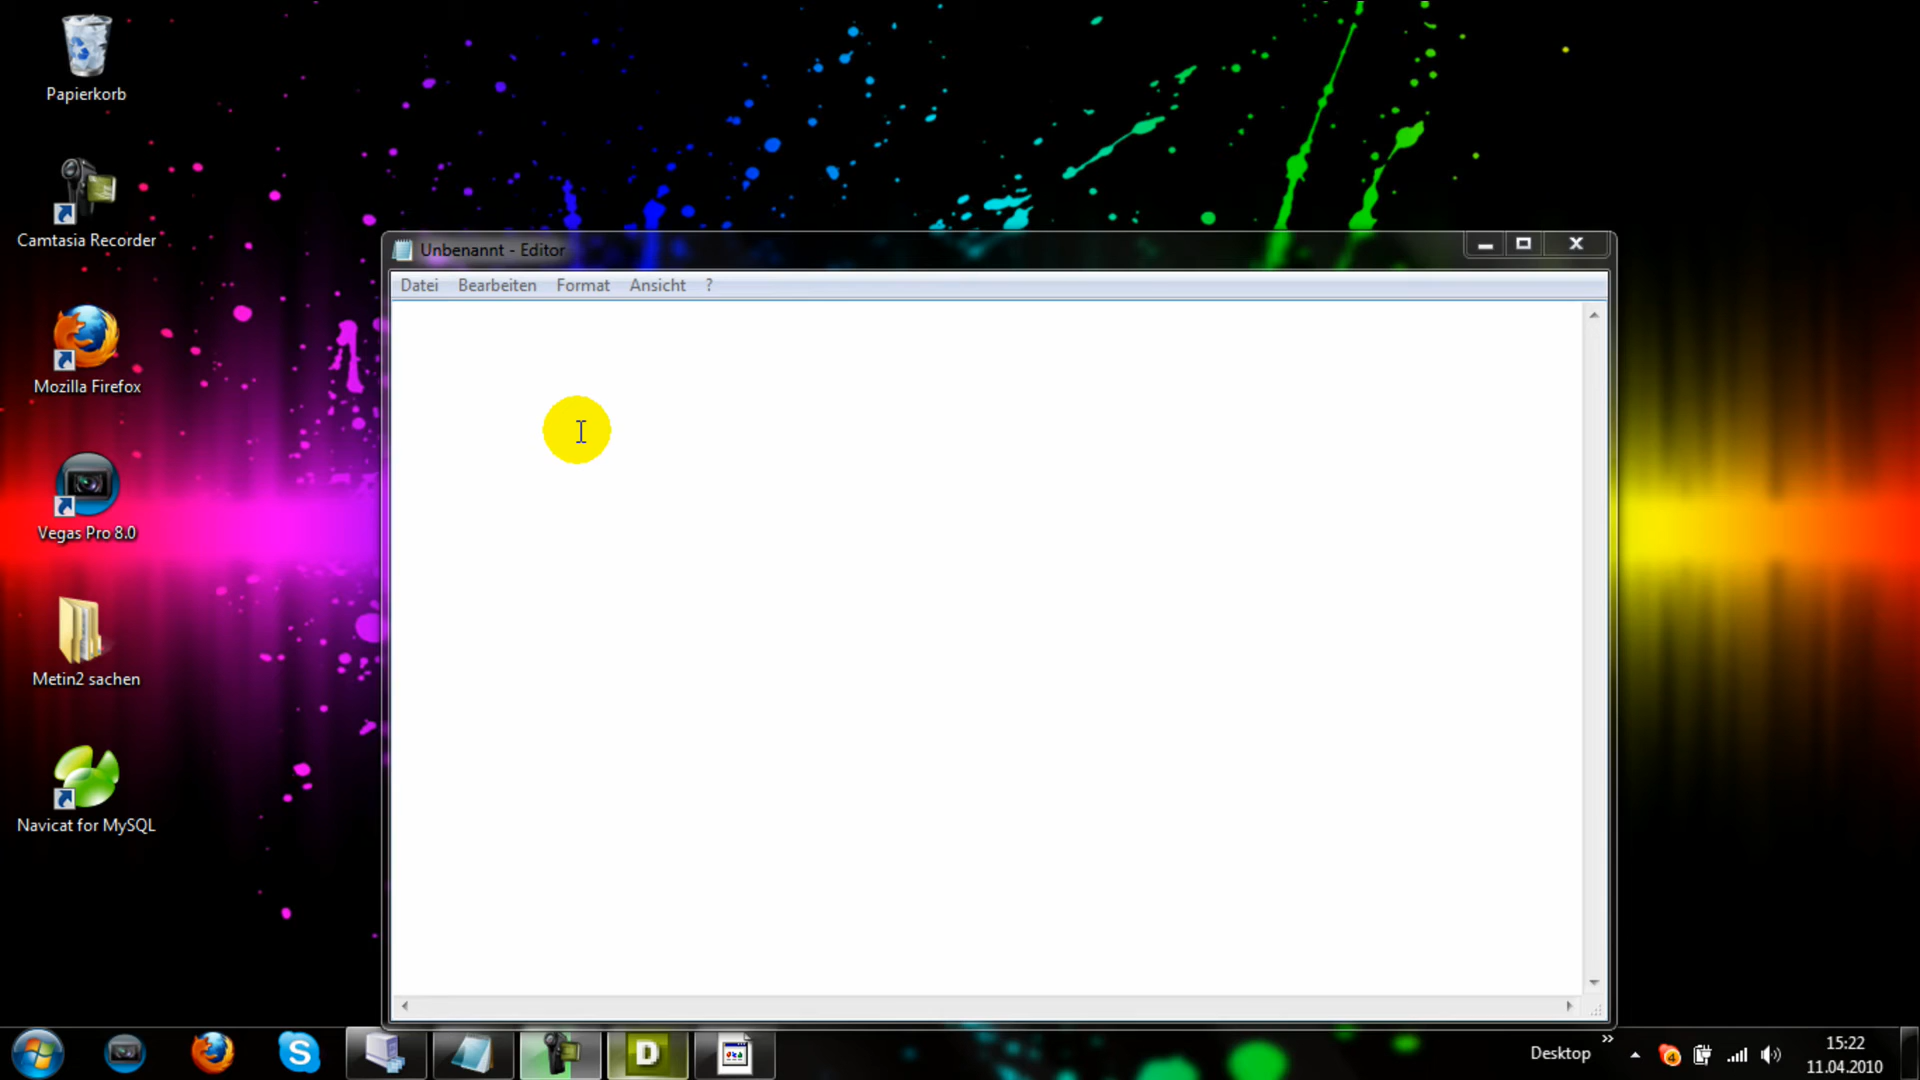 Papierkorb
Camtasia Recorder
Mozilla Firefox
Vegas Pro 8.0
Metin2 sachen
Navicat for MySQL
Unbenannt - Editor
Datei Bearbeiten Format Ansicht ?
D
Desktop »
4
15:22
11.04.2010